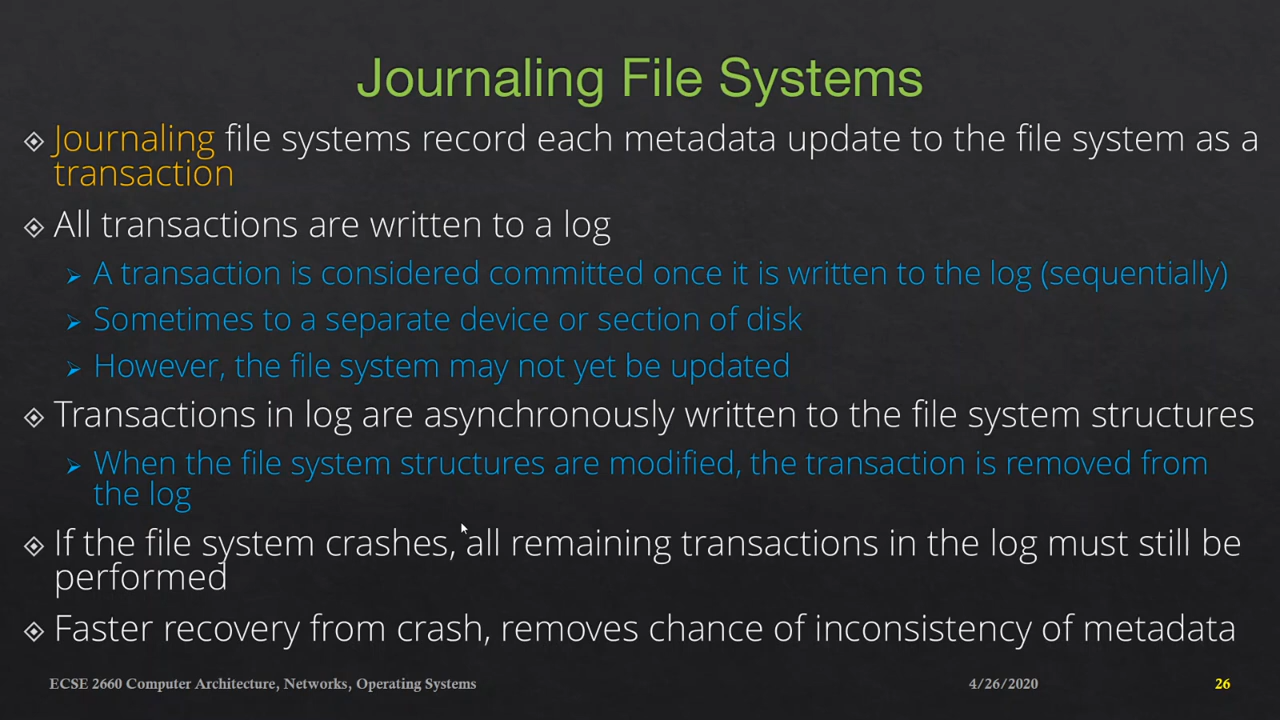 Journaling File Systems
Journaling file systems record each metadata update to the file system as a
transaction
All transactions are written to a log
A transaction is considered committed once it is written to the log (sequentially)
Sometimes to a separate device or section of disk
However, the file system may not yet be updated
Transactions in log are asynchronously written to the file system structures
When the file system structures are modified, the transaction is removed from
the log
If the file system crashes, all remaining transactions in the log must still be
performed
Faster recovery from crash, removes chance of inconsistency of metadata
ECSE 2660 Computer Architecture, Networks, Operating Systems
4/26/2020
26